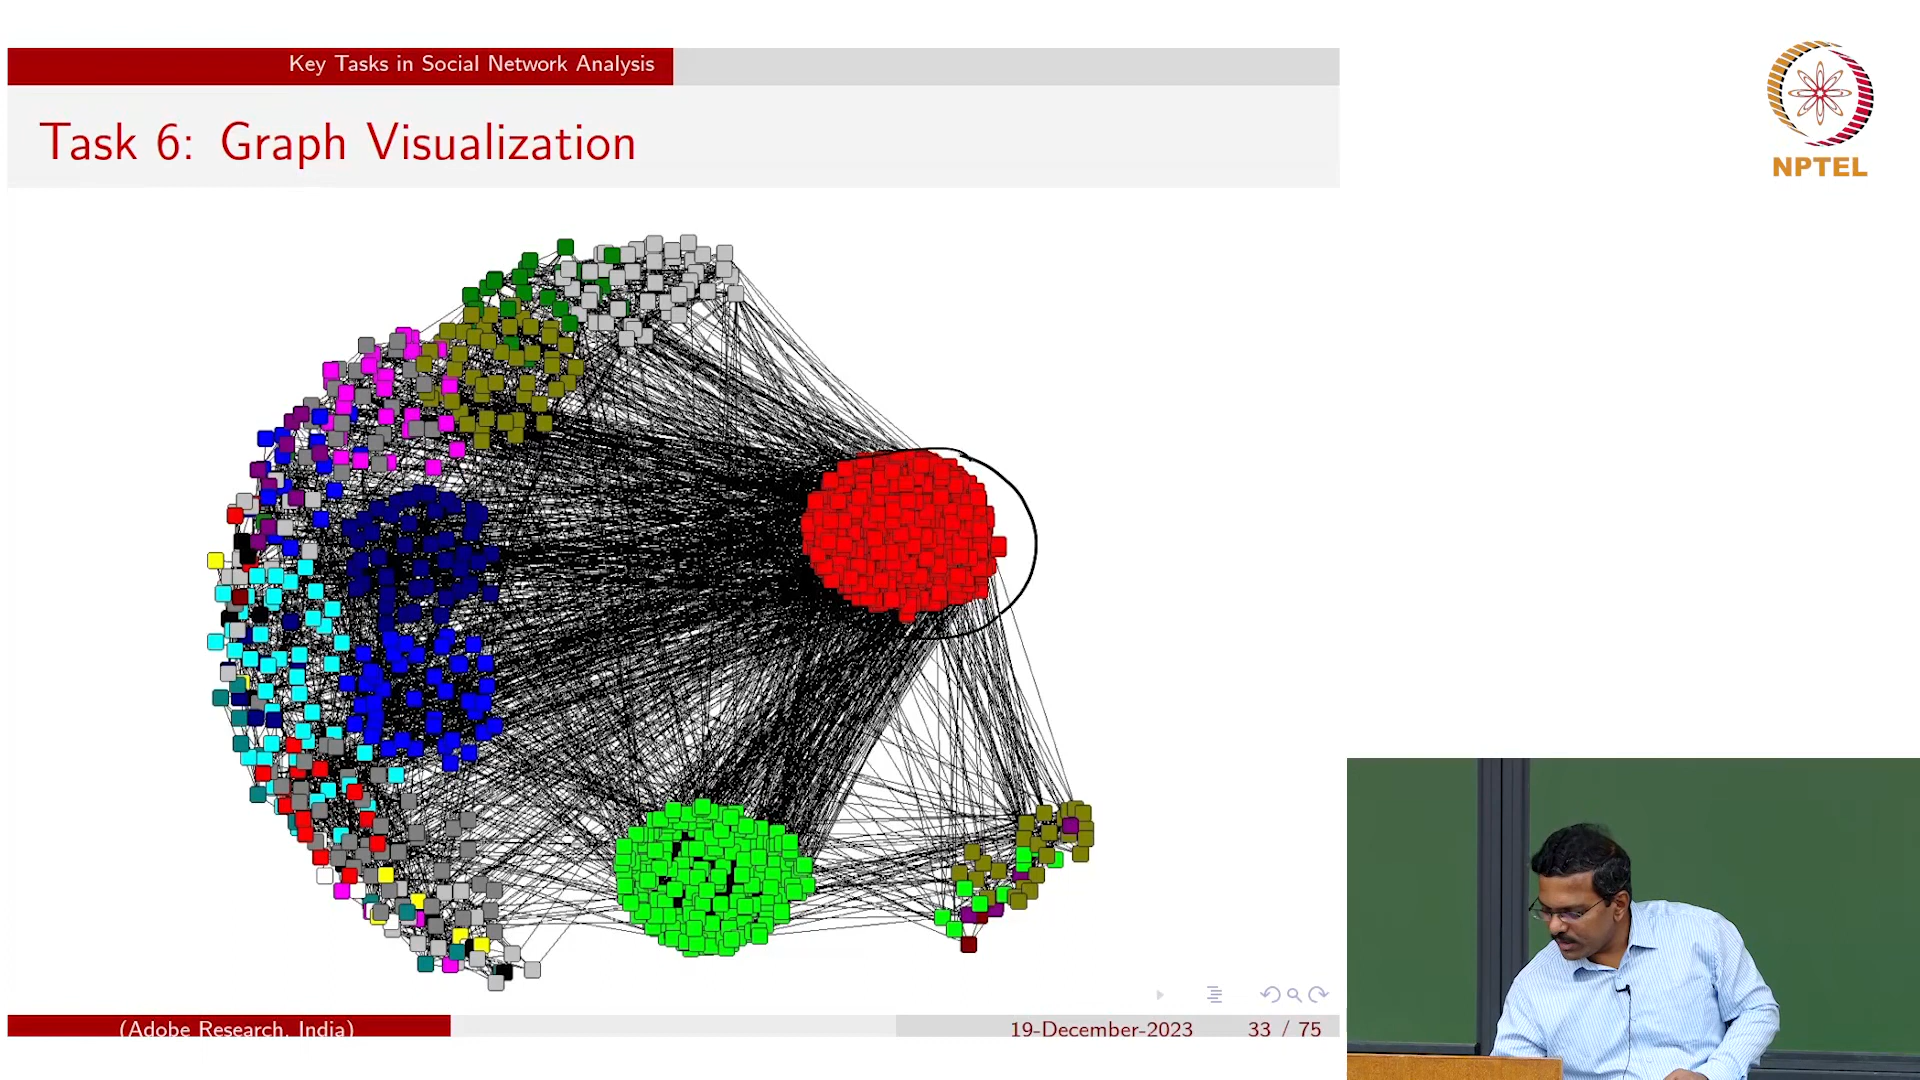 Key Tasks in Social Network Analysis
Task 6: Graph Visualization
NPTEL
(Adobe Research, India)
19-December-2023
33 / 75